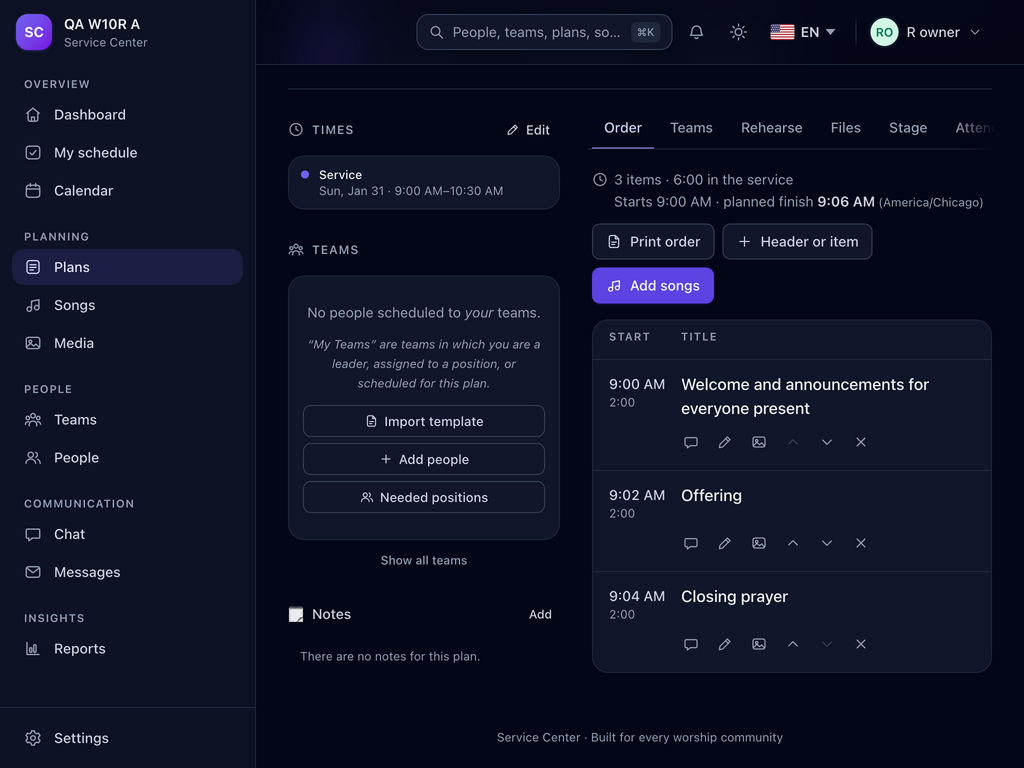 SC
QA W10R A
Service Center
OVERVIEW
Dashboard
My schedule
Calendar
PLANNING
Plans
Songs
Media
PEOPLE
Teams
People
COMMUNICATION
Chat
Messages
INSIGHTS
Reports
Settings
People, teams, plans, so... ⌘K
EN
RO
R owner
TIMES
Edit
Service
Sun, Jan 31 · 9:00 AM–10:30 AM
TEAMS
No people scheduled to your teams.
“My Teams” are teams in which you are a
leader, assigned to a position, or
scheduled for this plan.
Import template
Add people
Needed positions
Show all teams
Notes
Add
There are no notes for this plan.
Order Teams Rehearse Files Stage Atten
3 items · 6:00 in the service
Starts 9:00 AM · planned finish 9:06 AM (America/Chicago)
Print order
Header or item
Add songs
START TITLE
9:00 AM Welcome and announcements for
2:00 everyone present
9:02 AM Offering
2:00
9:04 AM Closing prayer
2:00
Service Center · Built for every worship community